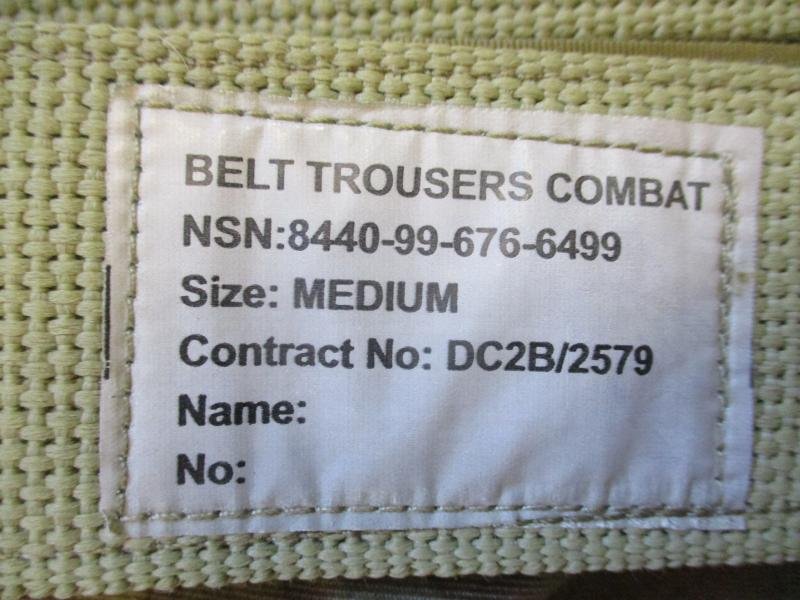 BELT TROUSERS COMBAT
NSN:8440-99-676-6499
Size: MEDIUM
Contract No: DC2B/2579
Name:
No: